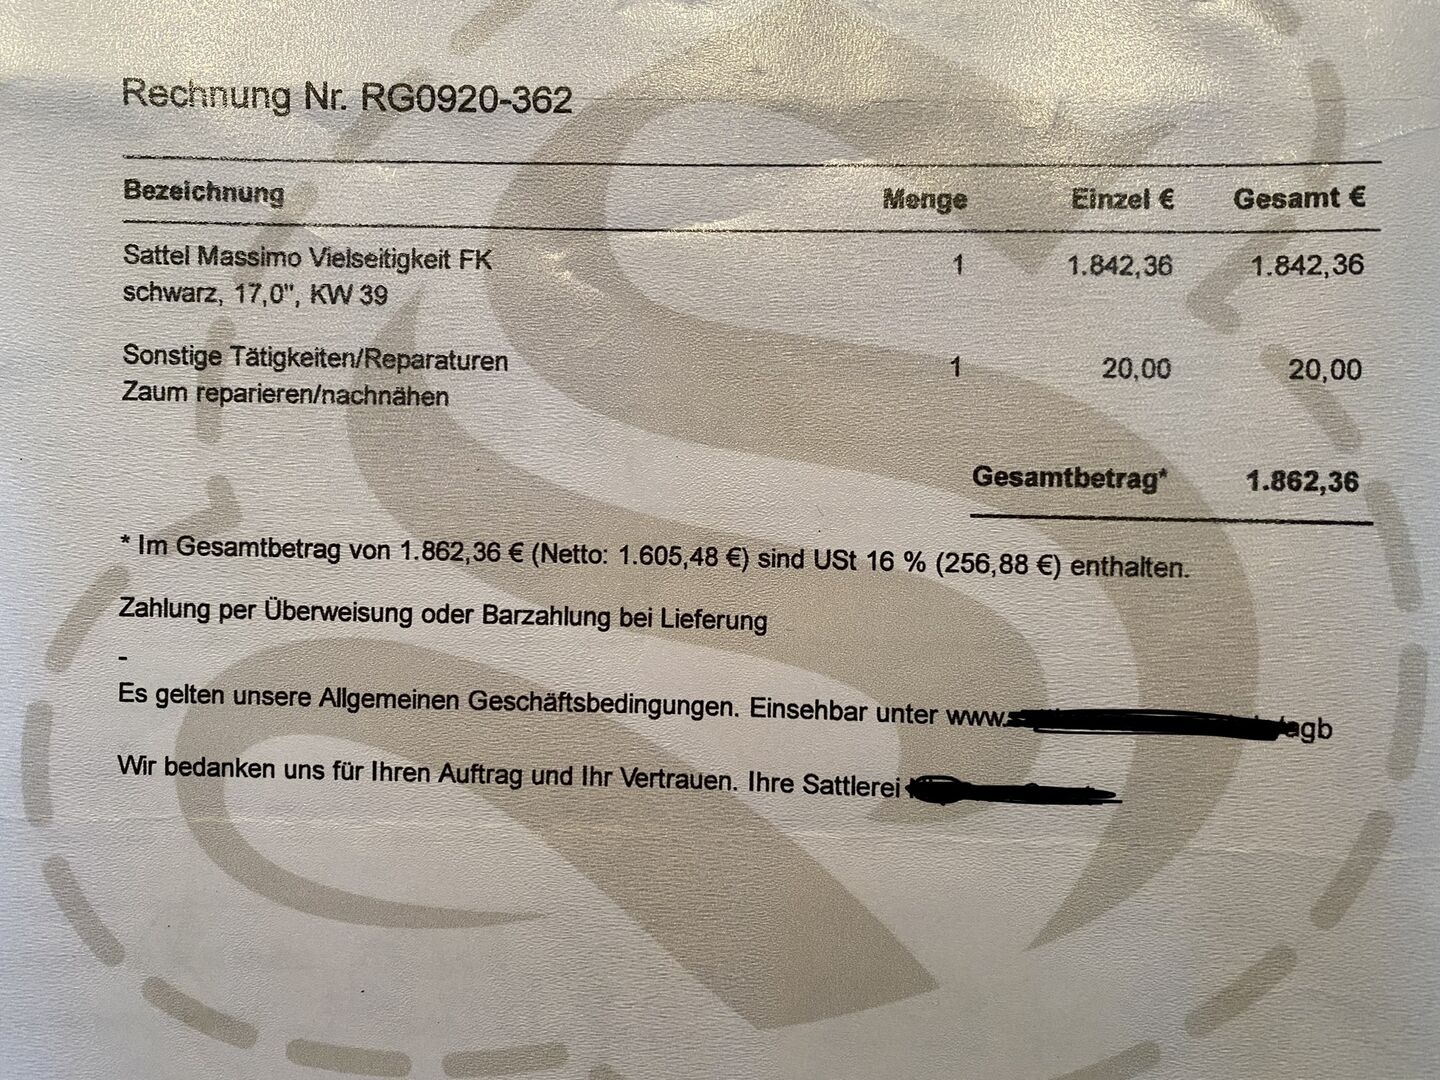 Rechnung Nr. RG0920-362
Bezeichnung Menge Einzel € Gesamt €
Sattel Massimo Vielseitigkeit FK 1 1.842,36 1.842,36
schwarz, 17,0", KW 39
Sonstige Tätigkeiten/Reparaturen 1 20,00 20,00
Zaum reparieren/nachnähen
Gesamtbetrag* 1.862,36
* Im Gesamtbetrag von 1.862,36 € (Netto: 1.605,48 €) sind USt 16 % (256,88 €) enthalten.
Zahlung per Überweisung oder Barzahlung bei Lieferung
-
Es gelten unsere Allgemeinen Geschäftsbedingungen. Einsehbar unter www. /agb
Wir bedanken uns für Ihren Auftrag und Ihr Vertrauen. Ihre Sattlerei